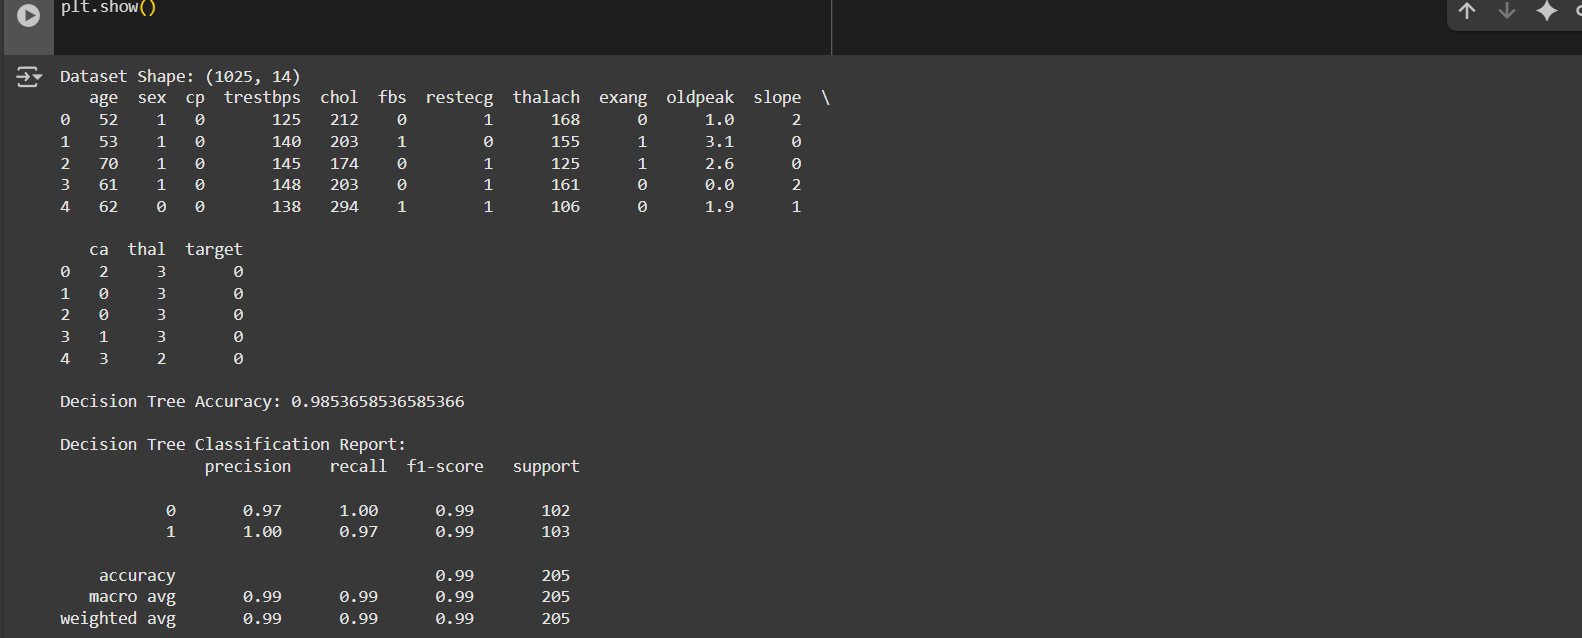 plt.show()
Dataset Shape: (1025, 14)
   age  sex  cp  trestbps  chol  fbs  restecg  thalach  exang  oldpeak  slope  \
0   52    1   0       125   212    0        1      168      0      1.0      2
1   53    1   0       140   203    1        0      155      1      3.1      0
2   70    1   0       145   174    0        1      125      1      2.6      0
3   61    1   0       148   203    0        1      161      0      0.0      2
4   62    0   0       138   294    1        1      106      0      1.9      1
   ca  thal  target
0   2     3       0
1   0     3       0
2   0     3       0
3   1     3       0
4   3     2       0
Decision Tree Accuracy: 0.9853658536585366
Decision Tree Classification Report:
               precision    recall  f1-score   support
           0       0.97      1.00      0.99       102
           1       1.00      0.97      0.99       103
    accuracy                           0.99       205
   macro avg       0.99      0.99      0.99       205
weighted avg       0.99      0.99      0.99       205